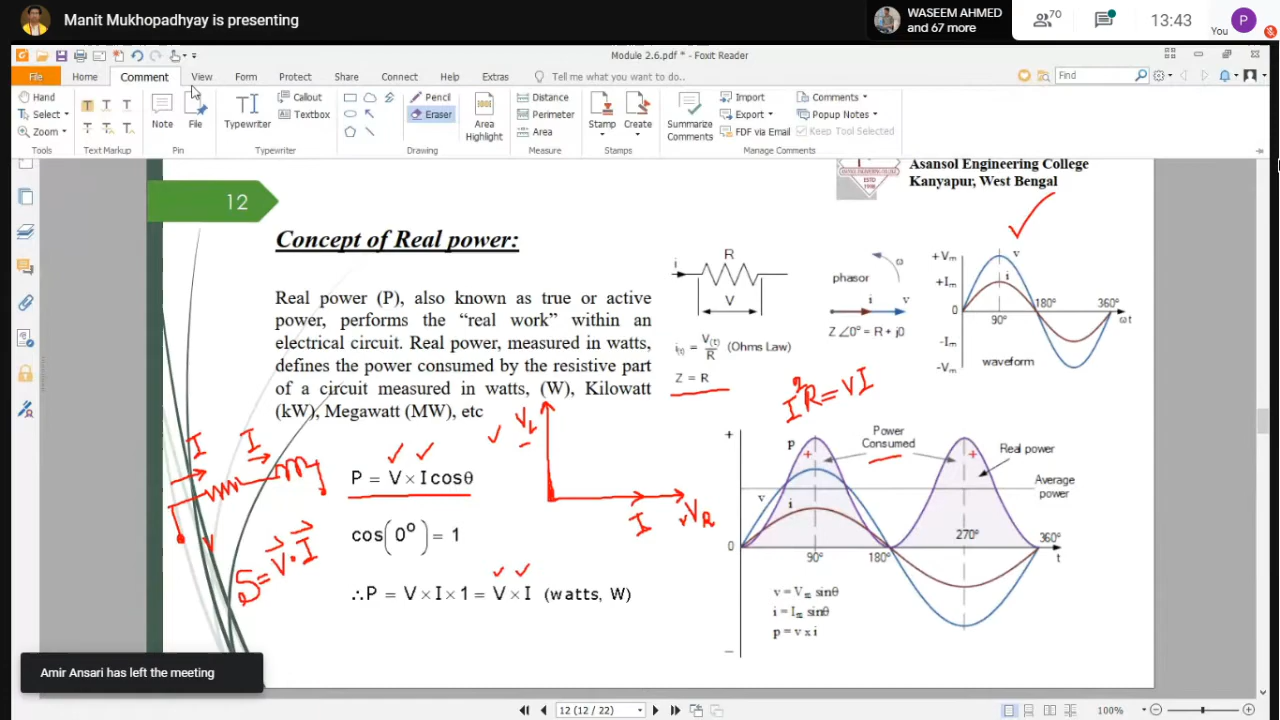 Manit Mukhopadhyay is presenting
WASEEM AHMED
and 67 more
70
13:43
You
P
Module 2.6.pdf * - Foxit Reader
File Home Comment View Form Protect Share Connect Help Extras Tell me what you want to do.. Find
Hand
Select
Zoom
Tools
Text Markup
Note
File
Pin
Typewriter
Callout
Textbox
Typewriter
Pencil
Eraser
Drawing
Area
Highlight
Distance
Perimeter
Area
Measure
Stamp
Create
Stamps
Summarize
Comments
Import
Export
FDF via Email
Comments
Popup Notes
Keep Tool Selected
Manage Comments
Asansol Engineering College
Kanyapur, West Bengal
12
Concept of Real power:
Real power (P), also known as true or active
power, performs the “real work” within an
electrical circuit. Real power, measured in watts,
defines the power consumed by the resistive part
of a circuit measured in watts, (W), Kilowatt
(kW), Megawatt (MW), etc
P = V × I cosθ
cos(0°) = 1
∴P = V × I × 1 = V × I (watts, W)
I
I
V
S = V · I
V_L
I
V_R
R
i
V
i(t) = V(t)/R (Ohms Law)
Z = R
phasor
ω
i v
Z ∠0° = R + j0
+Vm
+Im
0
-Im
-Vm
v
i
90°
180°
360°
ωt
waveform
I²R = VI
+
p
+
Power
Consumed
+
Real power
Average
power
v
i
0
90°
180°
270°
360°
t
v = Vm sinθ
i = Im sinθ
p = v x i
−
Amir Ansari has left the meeting
12 (12 / 22)
100%